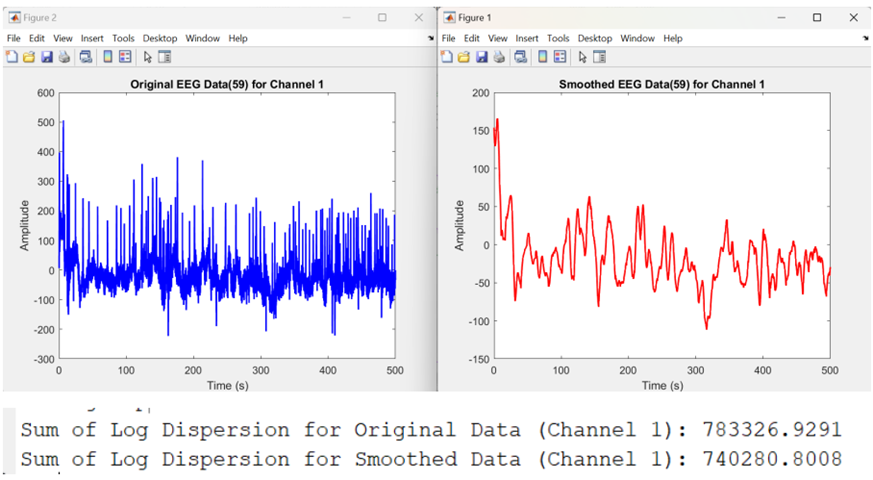 Figure 2
File Edit View Insert Tools Desktop Window Help
Original EEG Data(59) for Channel 1
600
500
400
300
200
100
0
-100
-200
-300
Amplitude
0 100 200 300 400 500
Time (s)
Figure 1
File Edit View Insert Tools Desktop Window Help
Smoothed EEG Data(59) for Channel 1
200
150
100
50
0
-50
-100
-150
Amplitude
0 100 200 300 400 500
Time (s)
Sum of Log Dispersion for Original Data (Channel 1): 783326.9291
Sum of Log Dispersion for Smoothed Data (Channel 1): 740280.8008